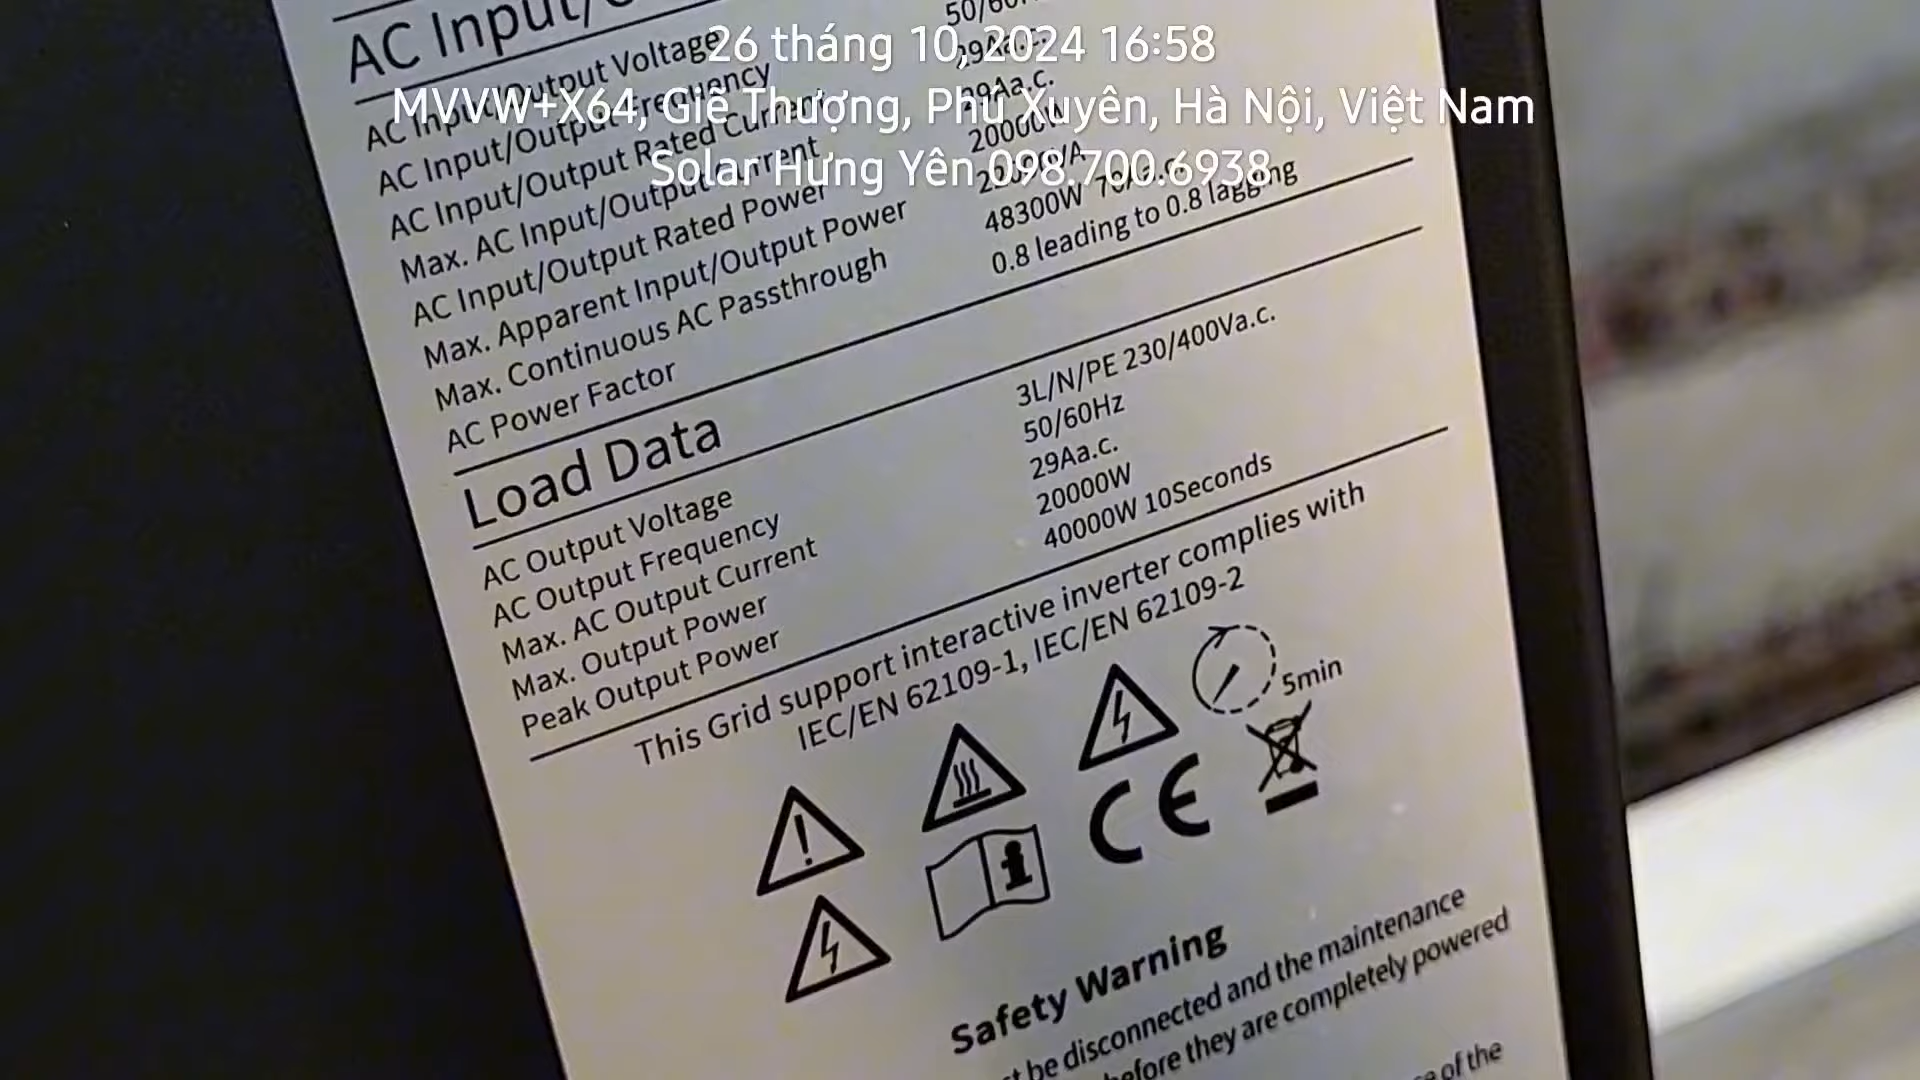 26 tháng 10, 2024 16:58
MVVW+X64, Giẽ Thượng, Phú Xuyên, Hà Nội, Việt Nam
Solar Hưng Yên 098.700.6938
AC Input/
50/60
AC Input/Output Voltage
AC Input/Output Frequency 29Aa.c.
AC Input/Output Rated Current 29Aa.c.
Max. AC Input/Output Current 20000W
AC Input/Output Rated Power
Max. Apparent Input/Output Power 48300W 70Aa.c.
Max. Continuous AC Passthrough 0.8 leading to 0.8 lagging
AC Power Factor
Load Data
AC Output Voltage 3L/N/PE 230/400Va.c.
AC Output Frequency 50/60Hz
Max. AC Output Current 29Aa.c.
Max. Output Power 20000W
Peak Output Power 40000W 10Seconds
This Grid support interactive inverter complies with
IEC/EN 62109-1, IEC/EN 62109-2
5min
CE
Safety Warning
be disconnected and the maintenance
before they are completely powered
of the